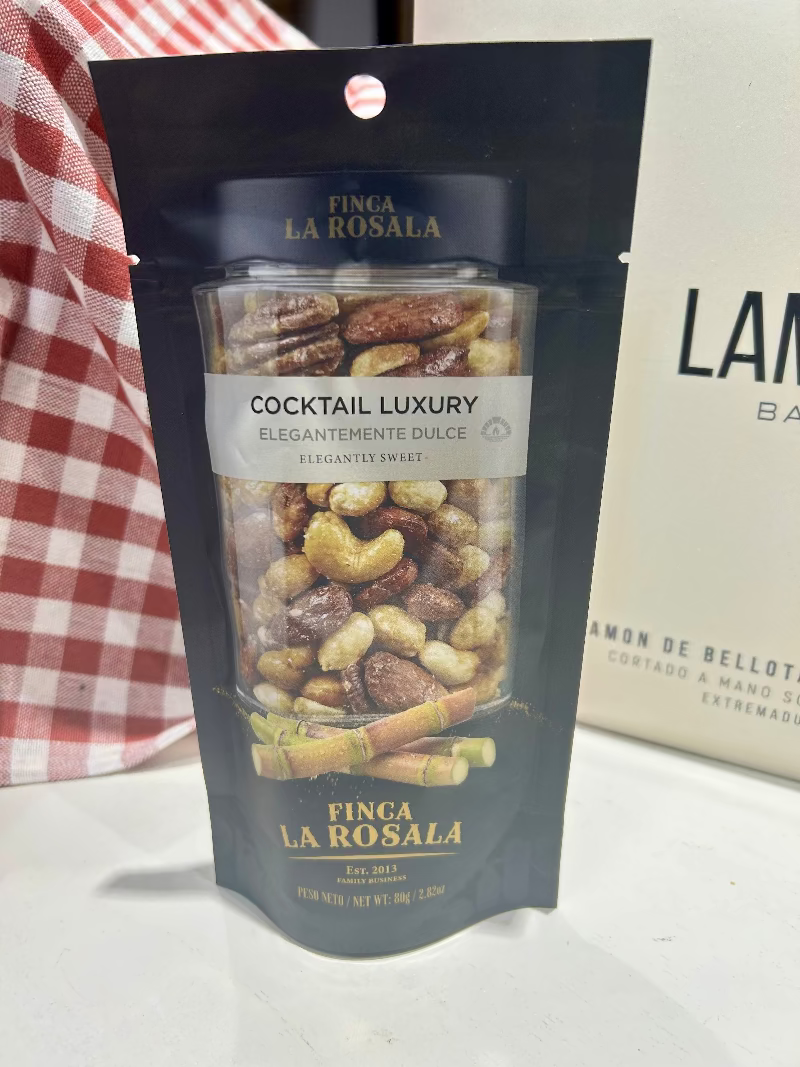 FINCA
LA ROSALA
COCKTAIL LUXURY
ELEGANTEMENTE DULCE
ELEGANTLY SWEET
FINCA
LA ROSALA
EST. 2013
FAMILY BUSINESS
PESO NETO / NET WT: 80g / 2.82oz
LAM
BA
AMON DE BELLOTA
CORTADO A MANO SO
EXTREMADU